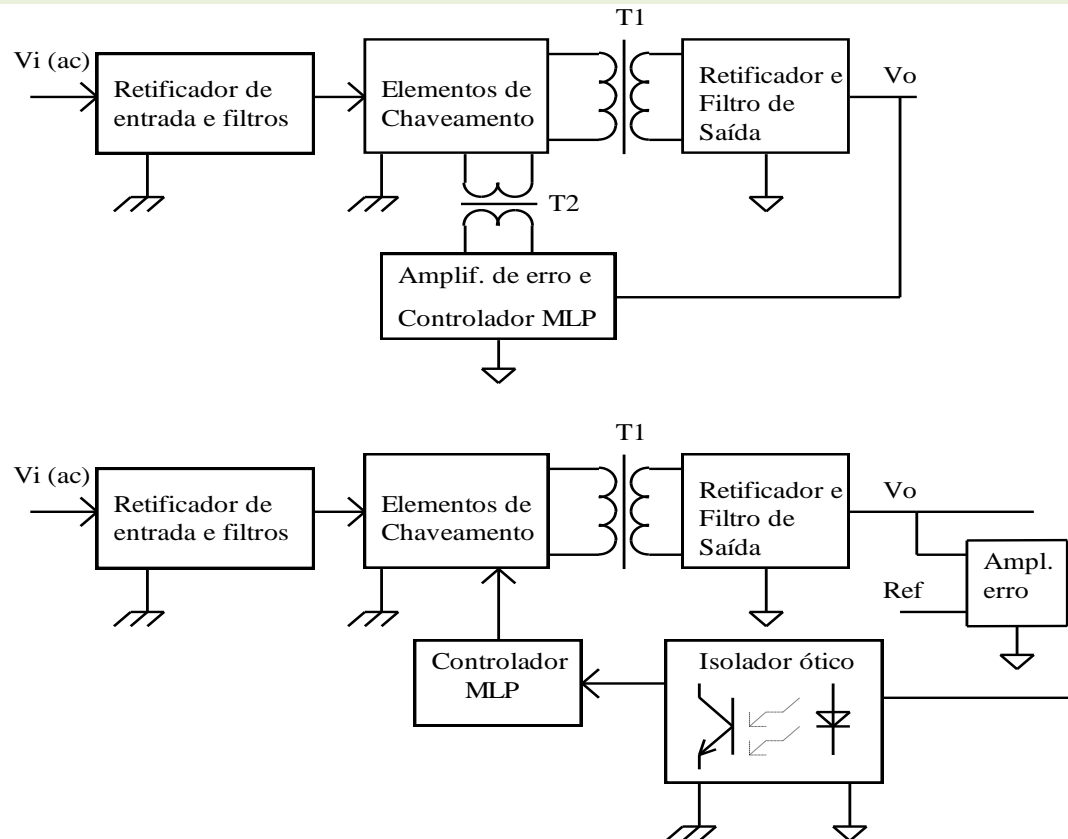 T1
Vi (ac)
Retificador de
entrada e filtros
Elementos de
Chaveamento
Retificador e
Filtro de
Saída
Vo
T2
Amplif. de erro e
Controlador MLP
T1
Vi (ac)
Retificador de
entrada e filtros
Elementos de
Chaveamento
Retificador e
Filtro de
Saída
Vo
Ampl.
erro
Ref
Controlador
MLP
Isolador ótico